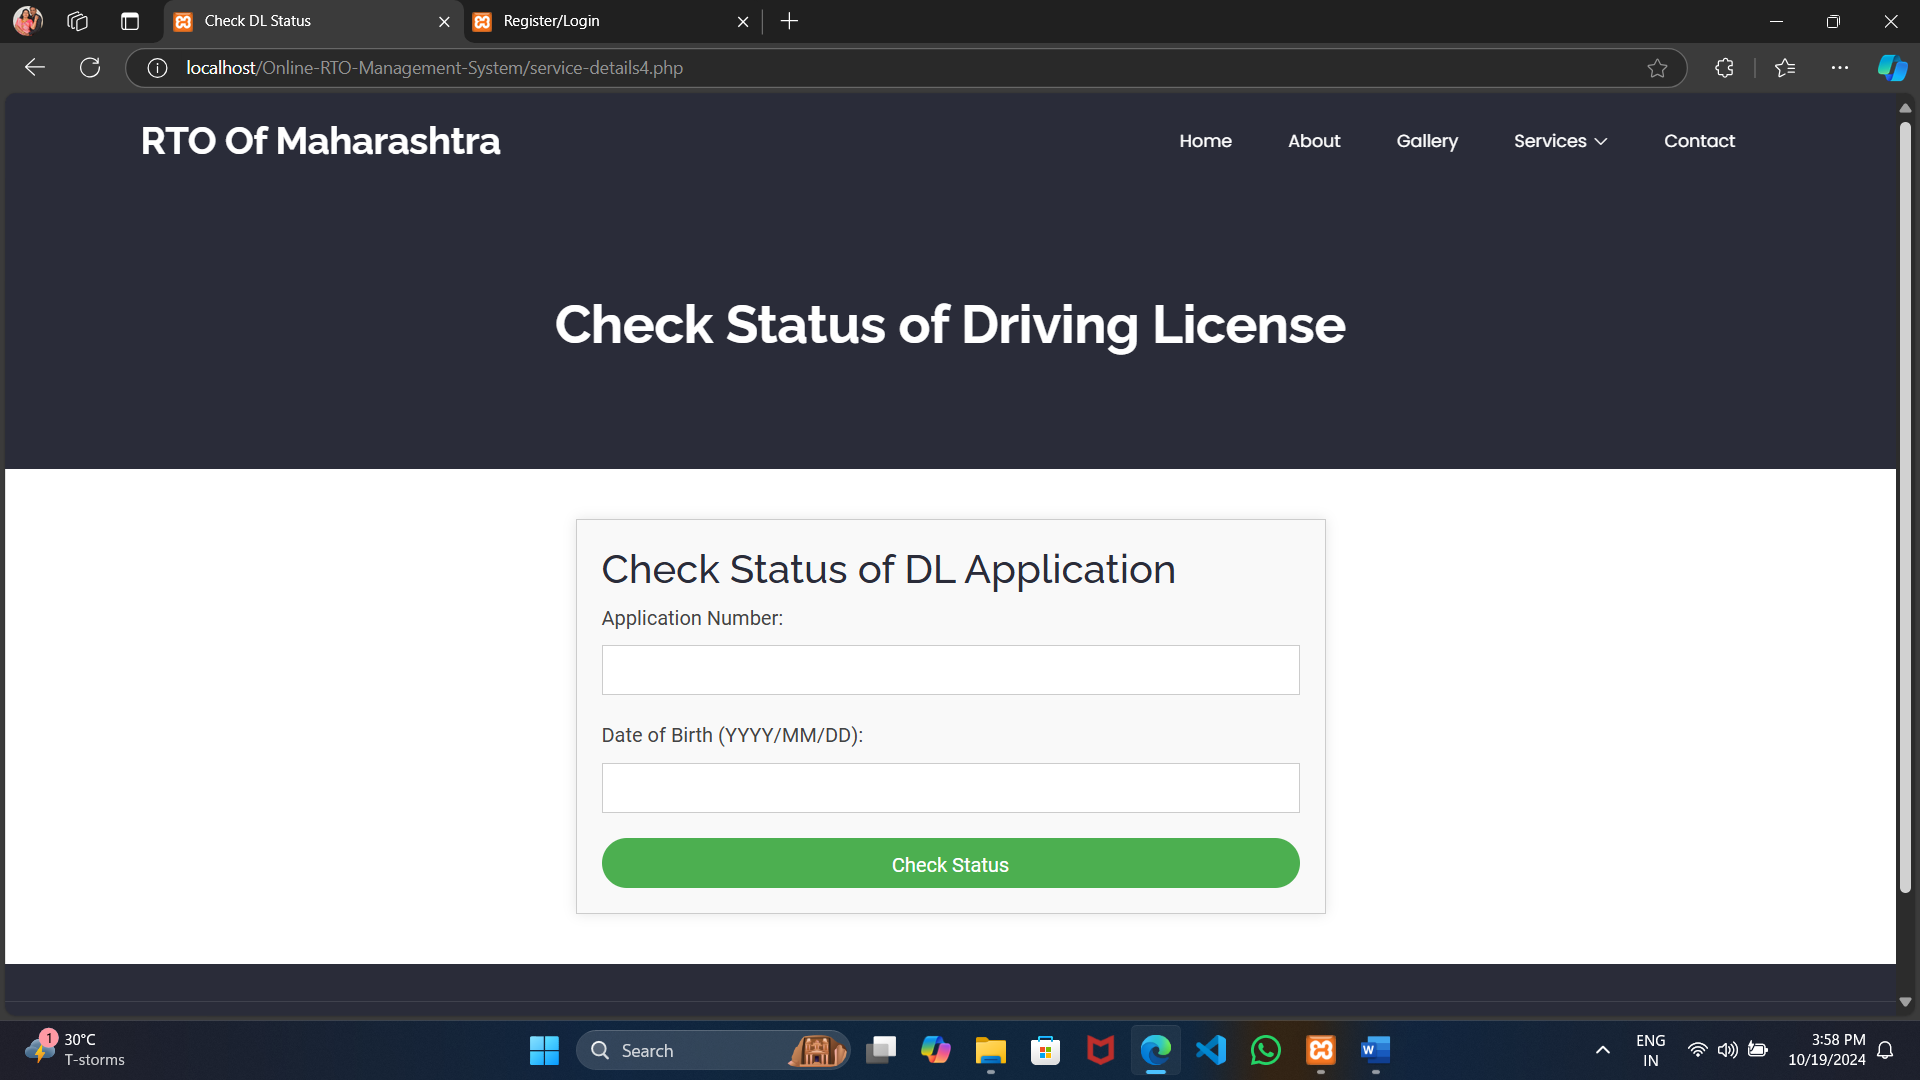 Check DL Status
Register/Login
localhost/Online-RTO-Management-System/service-details4.php
RTO Of Maharashtra
Home About Gallery Services Contact
Check Status of Driving License
Check Status of DL Application
Application Number:
Date of Birth (YYYY/MM/DD):
Check Status
1
30°C
T-storms
Search
W
ENG
IN
3:58 PM
10/19/2024